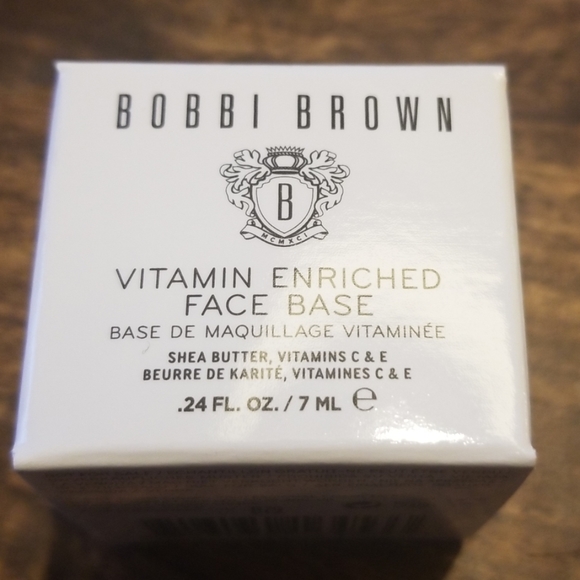 BOBBI BROWN
B
MCMXCI
VITAMIN ENRICHED
FACE BASE
BASE DE MAQUILLAGE VITAMINÉE
SHEA BUTTER, VITAMINS C & E
BEURRE DE KARITÉ, VITAMINES C & E
.24 FL. OZ. / 7 ML ℮